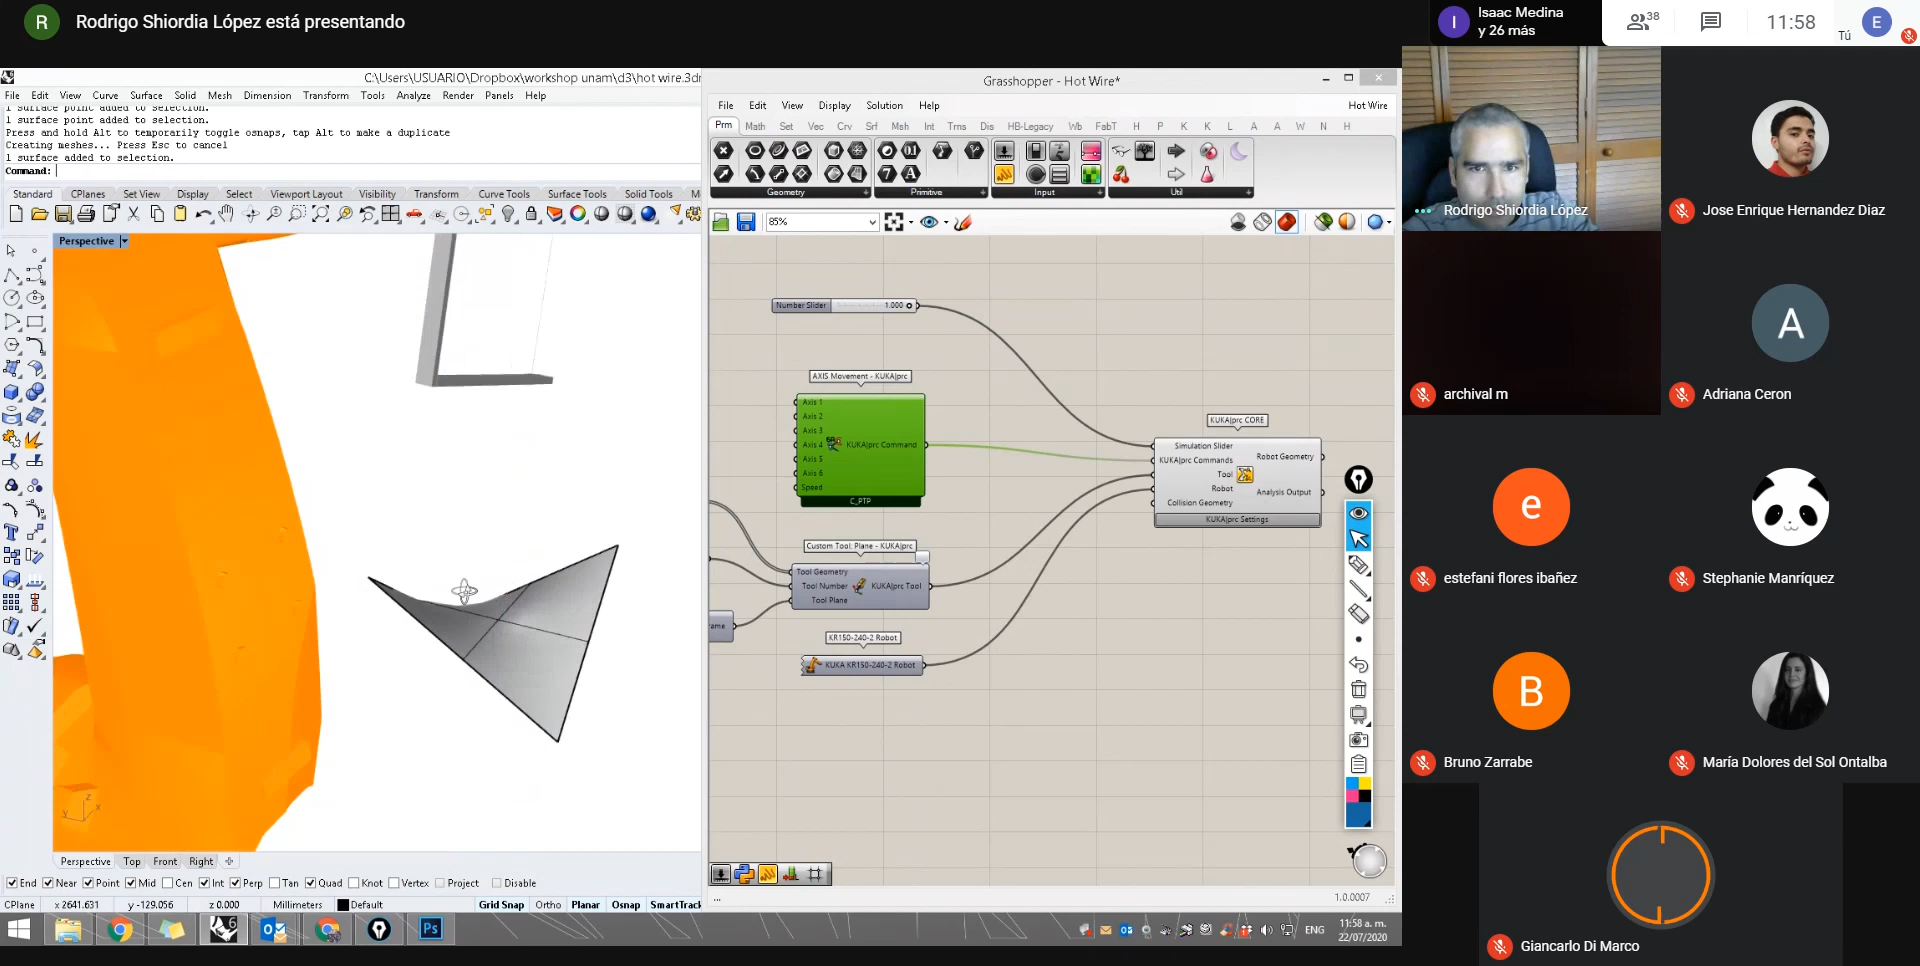 R
Rodrigo Shiordia López está presentando
I
Isaac Medina
y 26 más
38
11:58
Tú
E
C:\Users\USUARIO\Dropbox\workshop unam\d3\hot wire.3dr
File Edit View Curve Surface Solid Mesh Dimension Transform Tools Analyze Render Panels Help
1 surface point added to selection.
1 surface point added to selection.
Press and hold Alt to temporarily toggle osnaps, tap Alt to make a duplicate
Creating meshes... Press Esc to cancel
1 surface added to selection.
Command:
Standard CPlanes Set View Display Select Viewport Layout Visibility Transform Curve Tools Surface Tools Solid Tools M
Perspective
z
y x
Perspective Top Front Right
End Near Point Mid Cen Int Perp Tan Quad Knot Vertex Project Disable
CPlane x 2641.631 y -129.056 z 0.000 Millimeters Default Grid Snap Ortho Planar Osnap SmartTrack
Grasshopper - Hot Wire*
File Edit View Display Solution Help
Hot Wire
Prm Math Set Vec Crv Srf Msh Int Trns Dis HB-Legacy Wb FabT H P K K L A A W N H
Geometry
Primitive
Input
Util
85%
Number Slider 1.000
AXIS Movement - KUKA|prc
Axis 1
Axis 2
Axis 3
Axis 4
Axis 5
Axis 6
Speed
KUKA|prc Command
C_PTP
Custom Tool: Plane - KUKA|prc
Tool Geometry
Tool Number
Tool Plane
KUKA|prc Tool
ame
KR150-240-2 Robot
KUKA KR150-240-2 Robot
KUKA|prc CORE
Simulation Slider
KUKA|prc Commands
Tool
Robot
Collision Geometry
Robot Geometry
Analysis Output
KUKA|prc Settings
...
1.0.0007
6
Ps
ENG
11:58 a. m.
22/07/2020
Rodrigo Shiordia López
Jose Enrique Hernandez Diaz
archival m
A
Adriana Ceron
e
estefani flores ibañez
Stephanie Manríquez
B
Bruno Zarrabe
María Dolores del Sol Ontalba
Giancarlo Di Marco